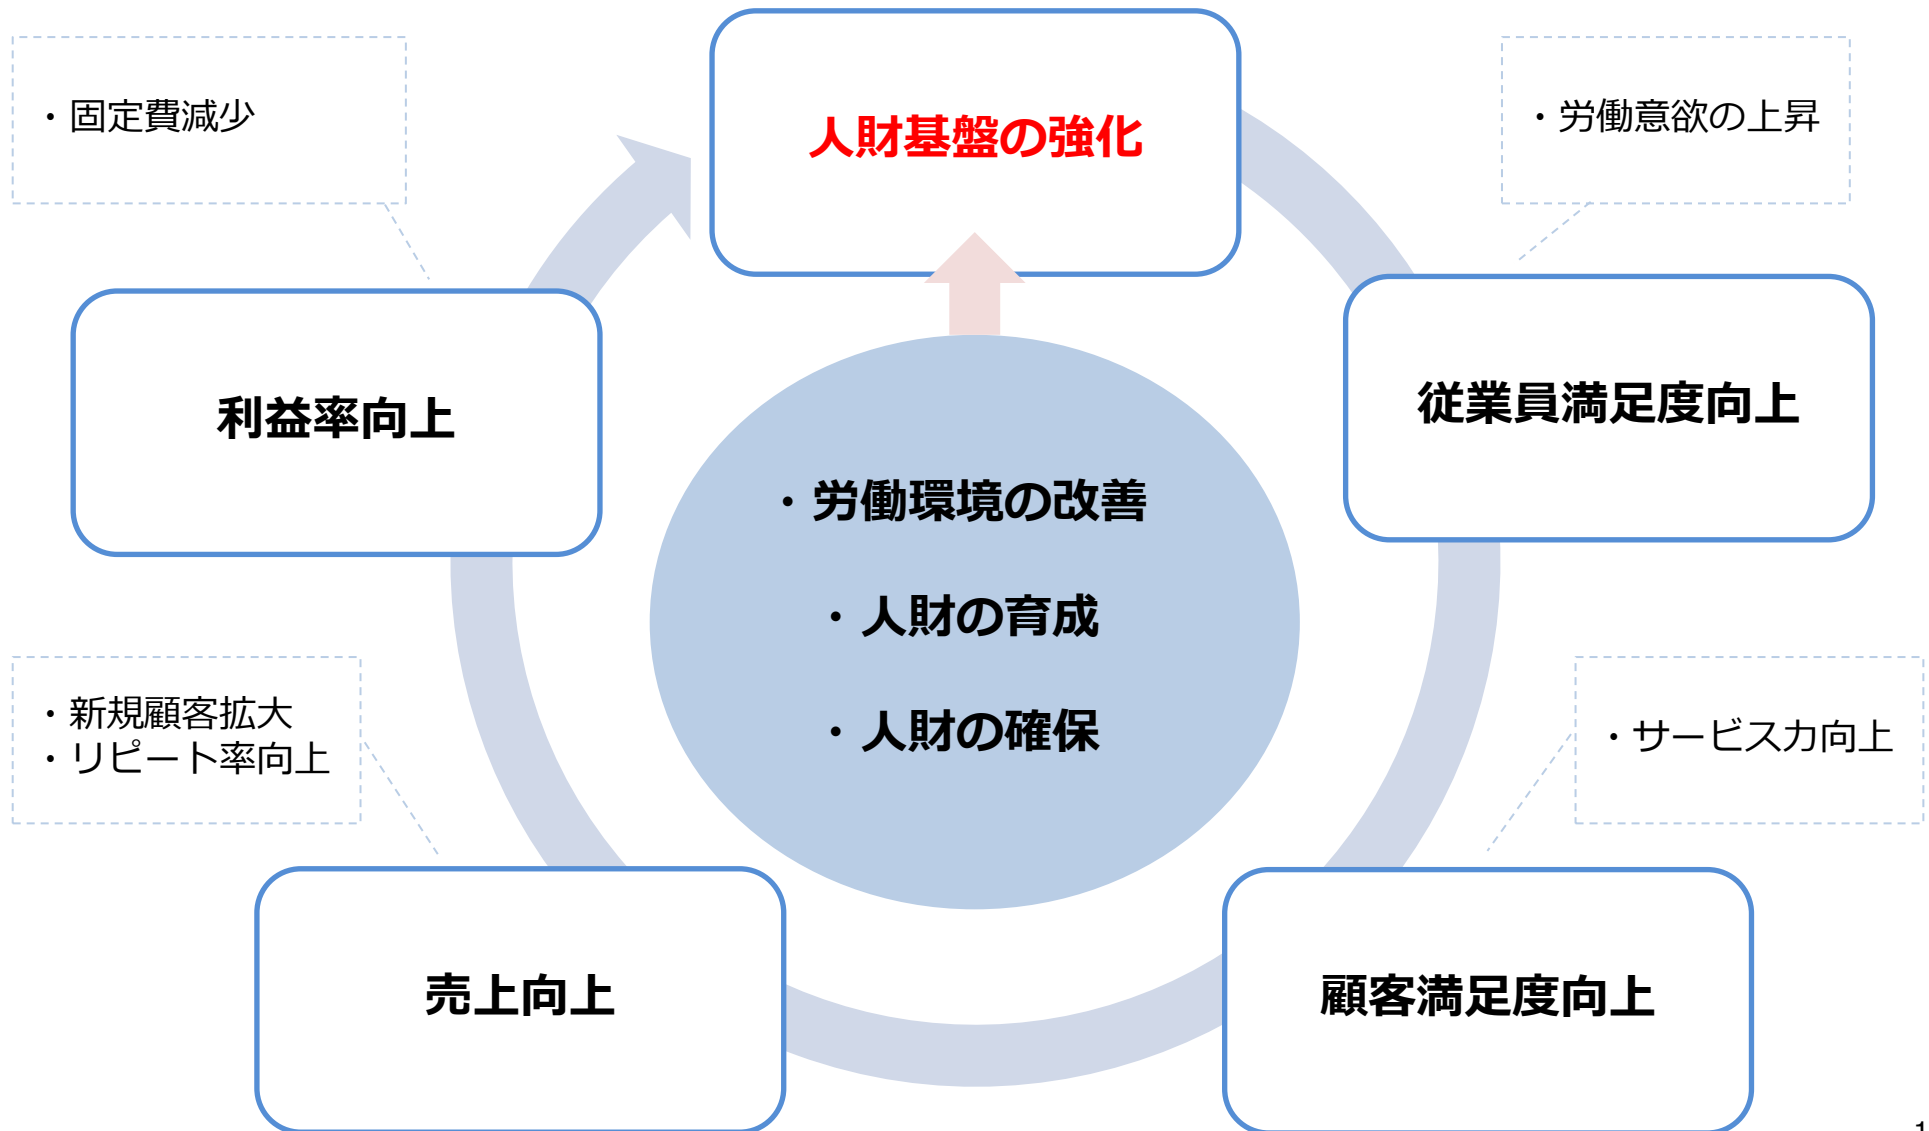 人財基盤の強化
・固定費減少
・労働意欲の上昇
利益率向上
従業員満足度向上
・労働環境の改善
・人財の育成
・人財の確保
・新規顧客拡大
・リピート率向上
・サービス力向上
売上向上
顧客満足度向上